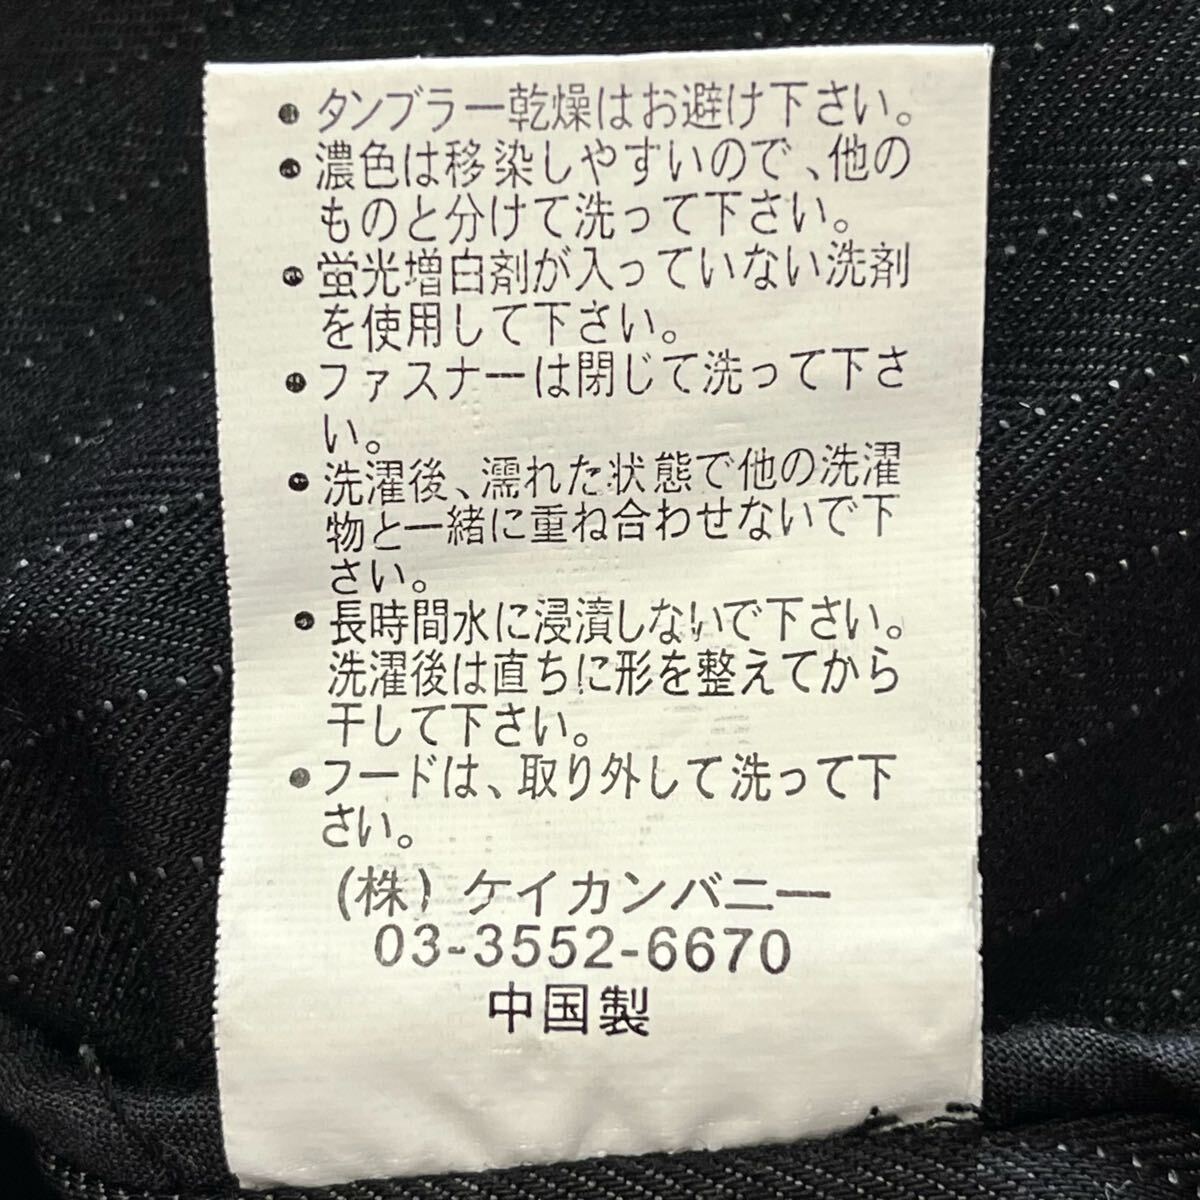 ●タンブラー乾燥はお避け下さい。
●濃色は移染しやすいので、他の
ものと分けて洗って下さい。
●蛍光増白剤が入っていない洗剤
を使用して下さい。
●ファスナーは閉じて洗って下さ
い。
●洗濯後、濡れた状態で他の洗濯
物と一緒に重ね合わせないで下
さい。
●長時間水に浸漬しないで下さい。
洗濯後は直ちに形を整えてから
干して下さい。
●フードは、取り外して洗って下
さい。
(株) ケイカンバニー
03-3552-6670
中国製